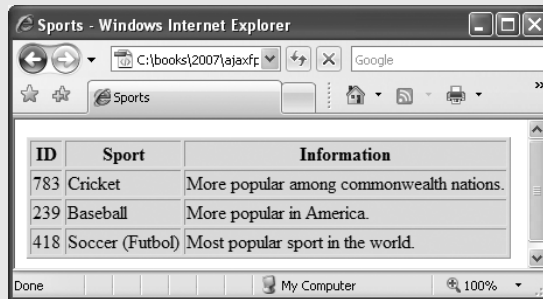 Sports - Windows Internet Explorer
C:\books\2007\ajaxfp
Google
Sports
»
ID Sport Information
783 Cricket More popular among commonwealth nations.
239 Baseball More popular in America.
418 Soccer (Futbol) Most popular sport in the world.
Done My Computer 100%